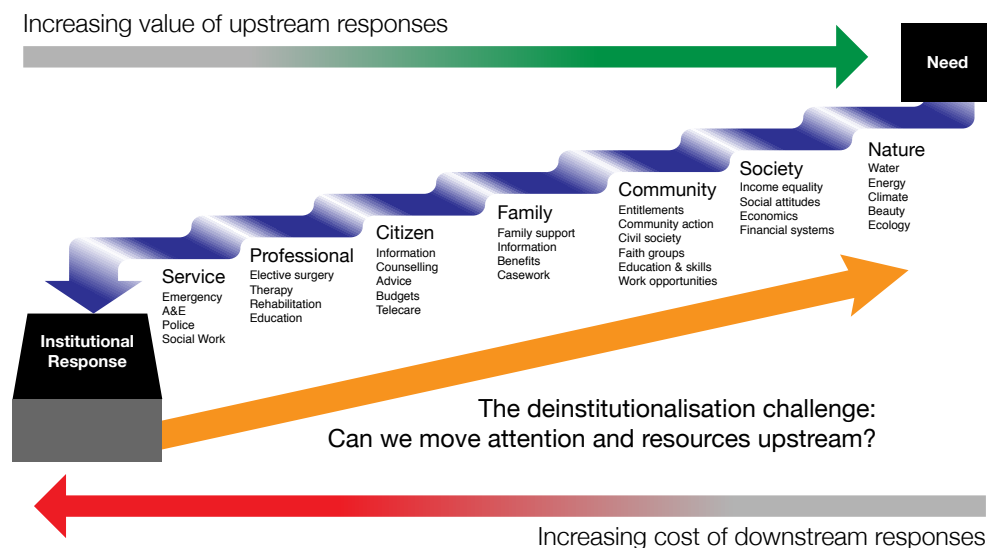 Increasing value of upstream responses
Need
Nature
Water
Energy
Climate
Beauty
Ecology
Society
Income equality
Social attitudes
Economics
Financial systems
Community
Entitlements
Community action
Civil society
Faith groups
Education & skills
Work opportunities
Family
Family support
Information
Benefits
Casework
Citizen
Information
Counselling
Advice
Budgets
Telecare
Professional
Elective surgery
Therapy
Rehabilitation
Education
Service
Emergency
A&E
Police
Social Work
Institutional
Response
The deinstitutionalisation challenge:
Can we move attention and resources upstream?
Increasing cost of downstream responses